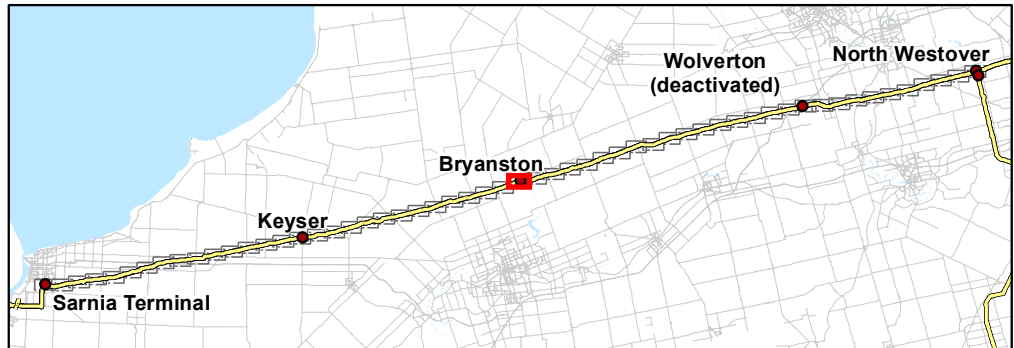 Wolverton
(deactivated)
North Westover
Bryanston
Keyser
Sarnia Terminal